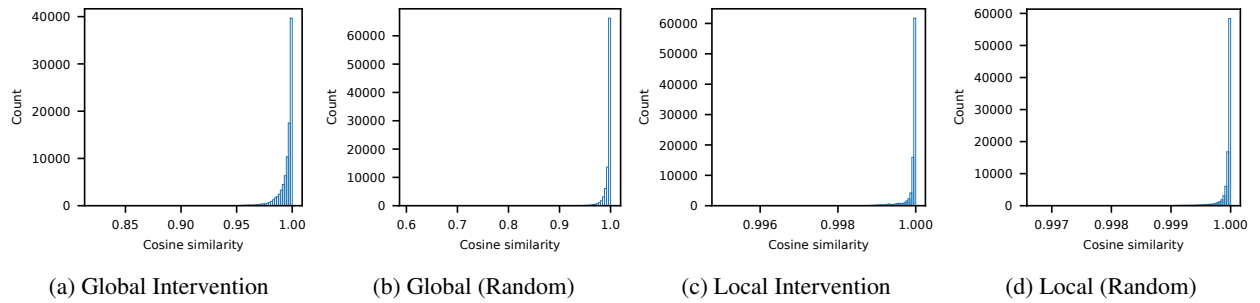 40000
30000
20000
10000
0
Count
0.85 0.90 0.95 1.00
Cosine similarity
(a) Global Intervention
60000
50000
40000
30000
20000
10000
0
Count
0.6 0.7 0.8 0.9 1.0
Cosine similarity
(b) Global (Random)
60000
50000
40000
30000
20000
10000
0
Count
0.996 0.998 1.000
Cosine similarity
(c) Local Intervention
60000
50000
40000
30000
20000
10000
0
Count
0.997 0.998 0.999 1.000
Cosine similarity
(d) Local (Random)